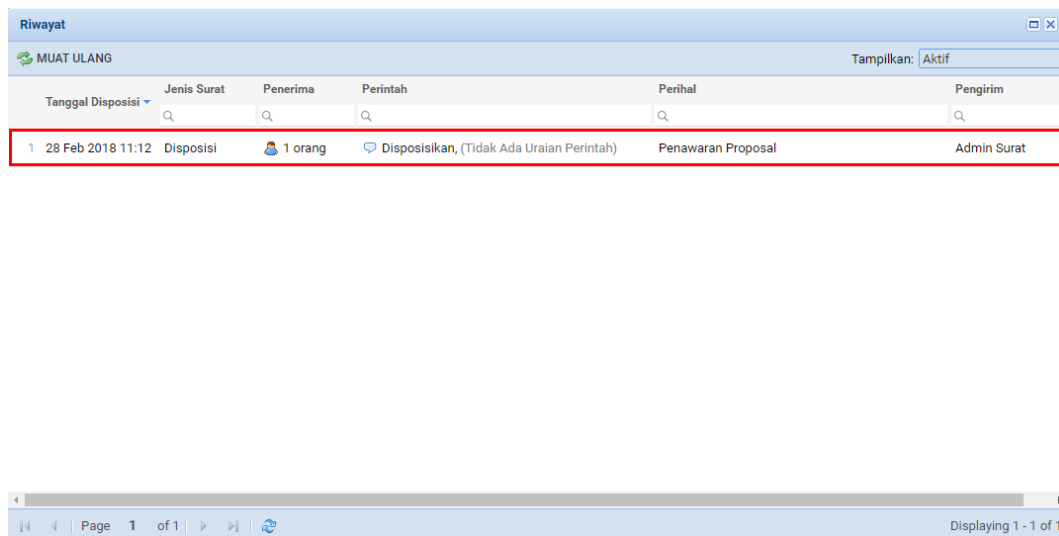 Riwayat
MUAT ULANG Tampilkan: Aktif
Tanggal Disposisi Jenis Surat Penerima Perintah Perihal Pengirim
1 28 Feb 2018 11:12 Disposisi 1 orang Disposisikan, (Tidak Ada Uraian Perintah) Penawaran Proposal Admin Surat
Page 1 of 1 Displaying 1 - 1 of 1